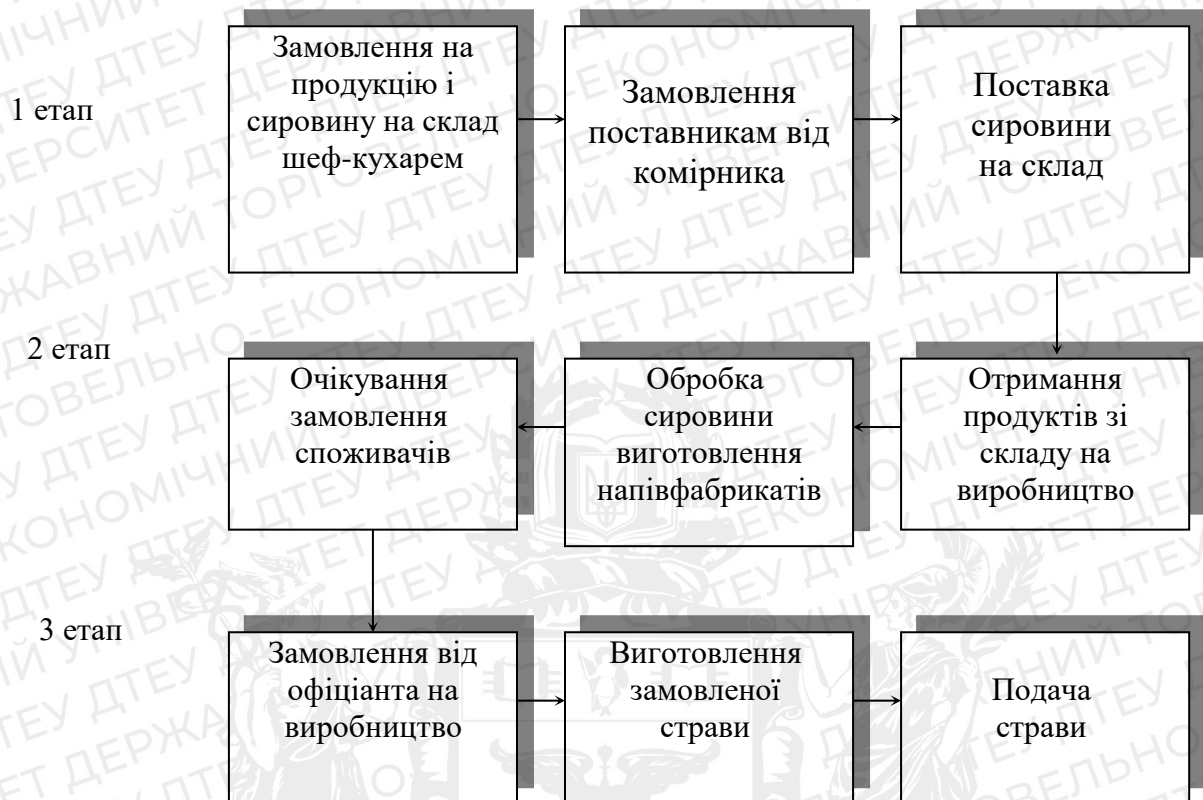 1 етап
Замовлення на
продукцію і
сировину на склад
шеф-кухарем
Замовлення
поставникам від
комірника
Поставка
сировини
на склад
2 етап
Очікування
замовлення
споживачів
Обробка
сировини
виготовлення
напівфабрикатів
Отримання
продуктів зі
складу на
виробництво
3 етап
Замовлення від
офіціанта на
виробництво
Виготовлення
замовленої
страви
Подача
страви